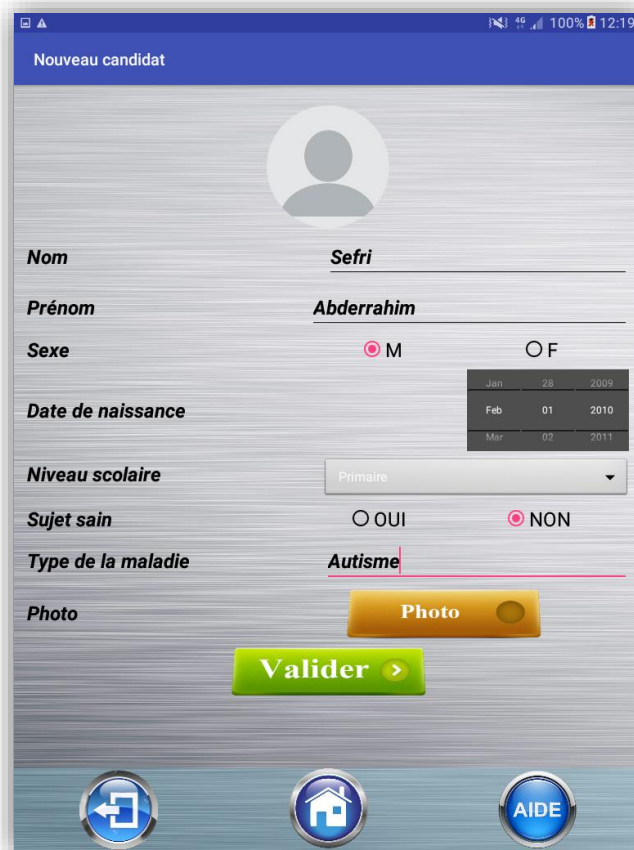 4G 100% 12:19
Nouveau candidat
Nom Sefri
Prénom Abderrahim
Sexe M F
Jan 28 2009
Date de naissance Feb 01 2010
Mar 02 2011
Niveau scolaire Primaire
Sujet sain OUI NON
Type de la maladie Autisme
Photo Photo
Valider
AIDE